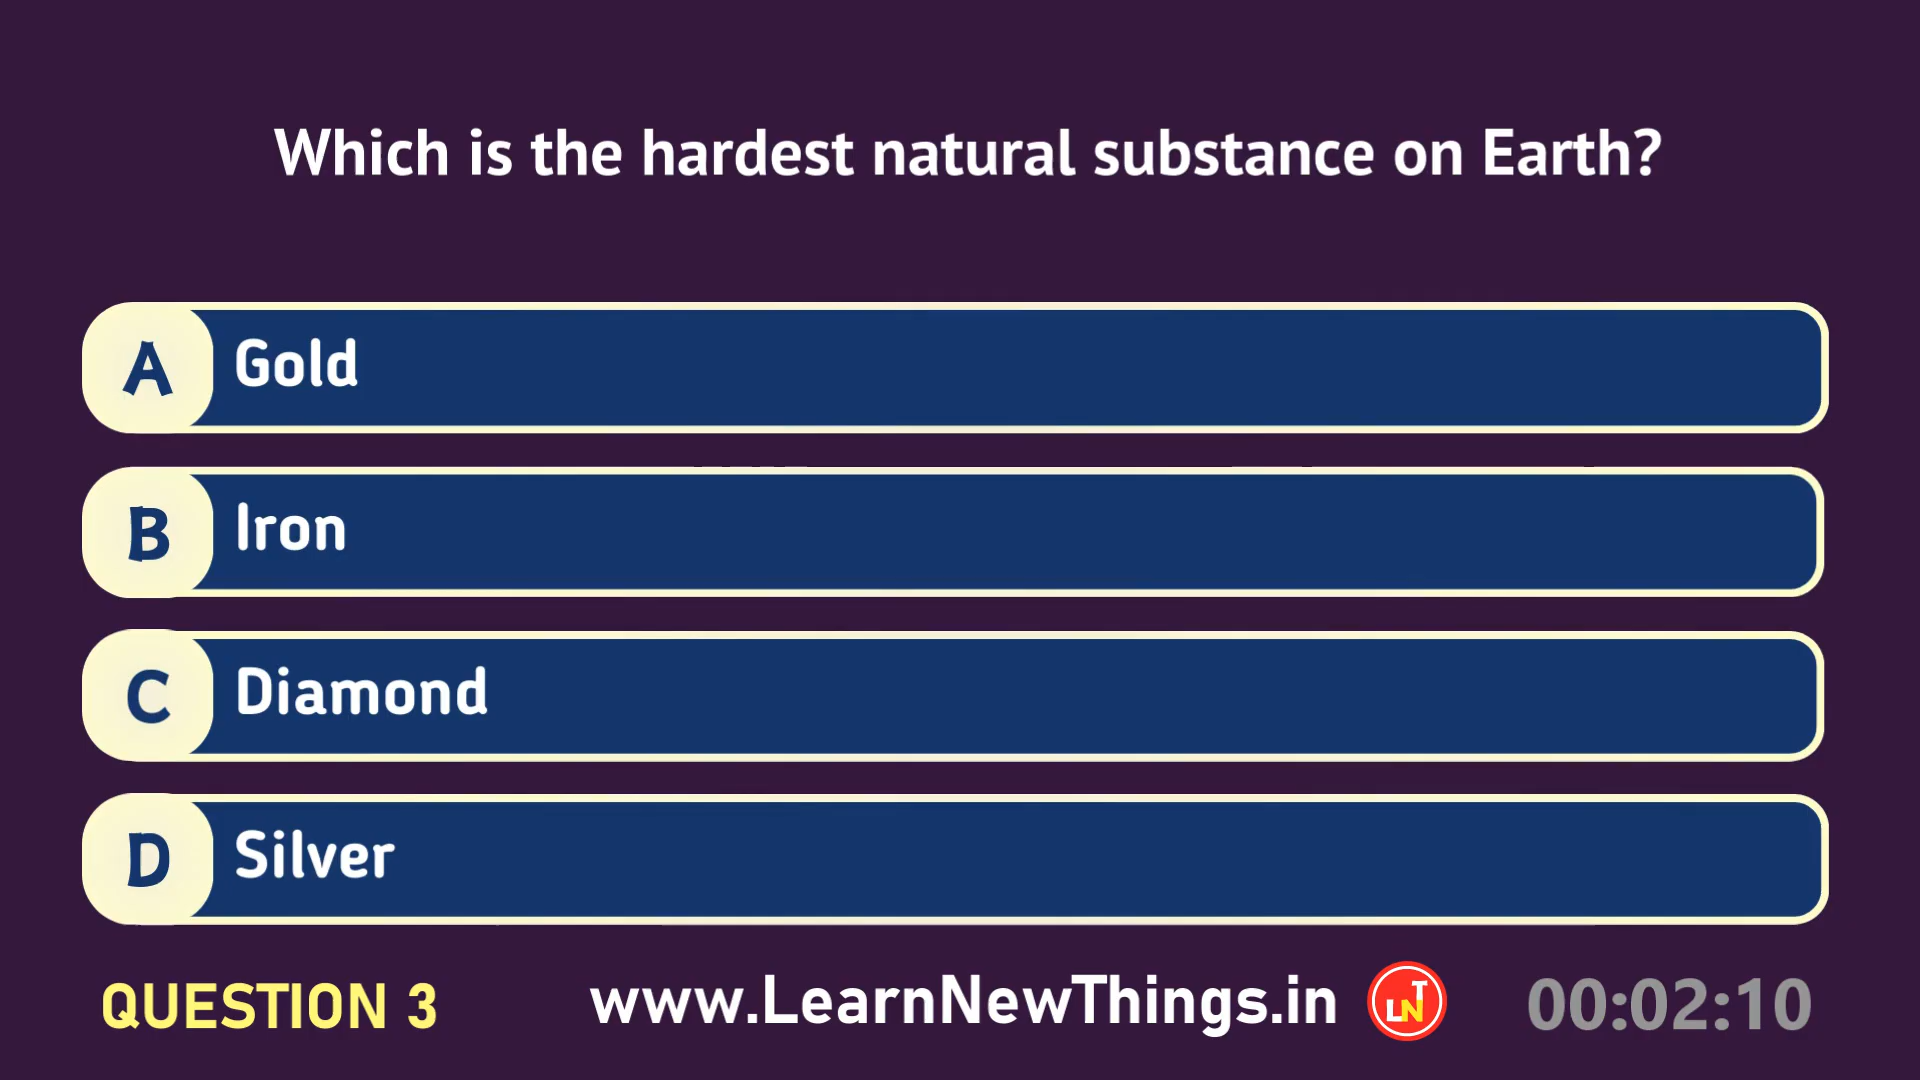 Which is the hardest natural substance on Earth?
A Gold
B Iron
C Diamond
D Silver
QUESTION 3 www.LearnNewThings.in LNT 00:02:10